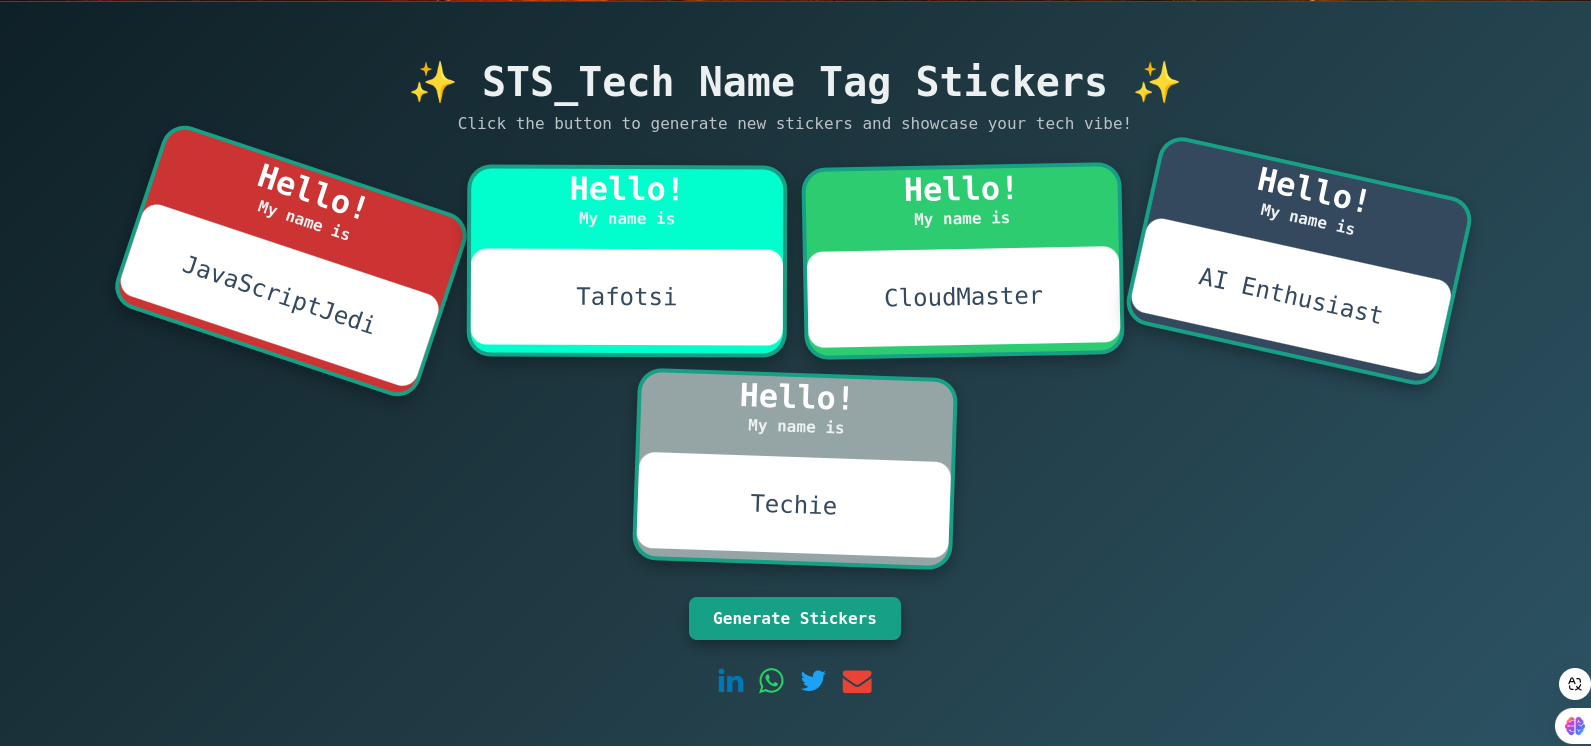 ✨ STS_Tech Name Tag Stickers ✨
Click the button to generate new stickers and showcase your tech vibe!
Hello!
My name is
JavaScriptJedi
Hello!
My name is
Tafotsi
Hello!
My name is
CloudMaster
Hello!
My name is
AI Enthusiast
Hello!
My name is
Techie
Generate Stickers